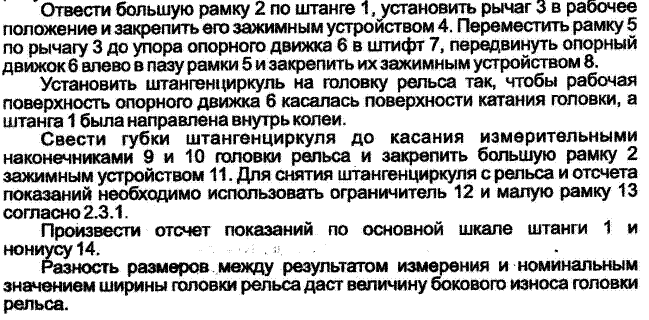 Отвести большую рамку 2 по штанге 1, установить рычаг 3 в рабочее
положение и закрепить его зажимным устройством 4. Переместить рамку 5
по рычагу 3 до упора опорного движка 6 в штифт 7, передвинуть опорный
движок 6 влево в пазу рамки 5 и закрепить их зажимным устройством 8.
Установить штангенциркуль на головку рельса так, чтобы рабочая
поверхность опорного движка 6 касалась поверхности катания головки, а
штанга 1 была направлена внутрь колеи.
Свести губки штангенциркуля до касания измерительными
наконечниками 9 и 10 головки рельса и закрепить большую рамку 2
зажимным устройством 11. Для снятия штангенциркуля с рельса и отсчета
показаний необходимо использовать ограничитель 12 и малую рамку 13
согласно 2.3.1.
Произвести отсчет показаний по основной шкале штанги 1 и
нониусу 14.
Разность размеров между результатом измерения и номинальным
значением ширины головки рельса даст величину бокового износа головки
рельса.